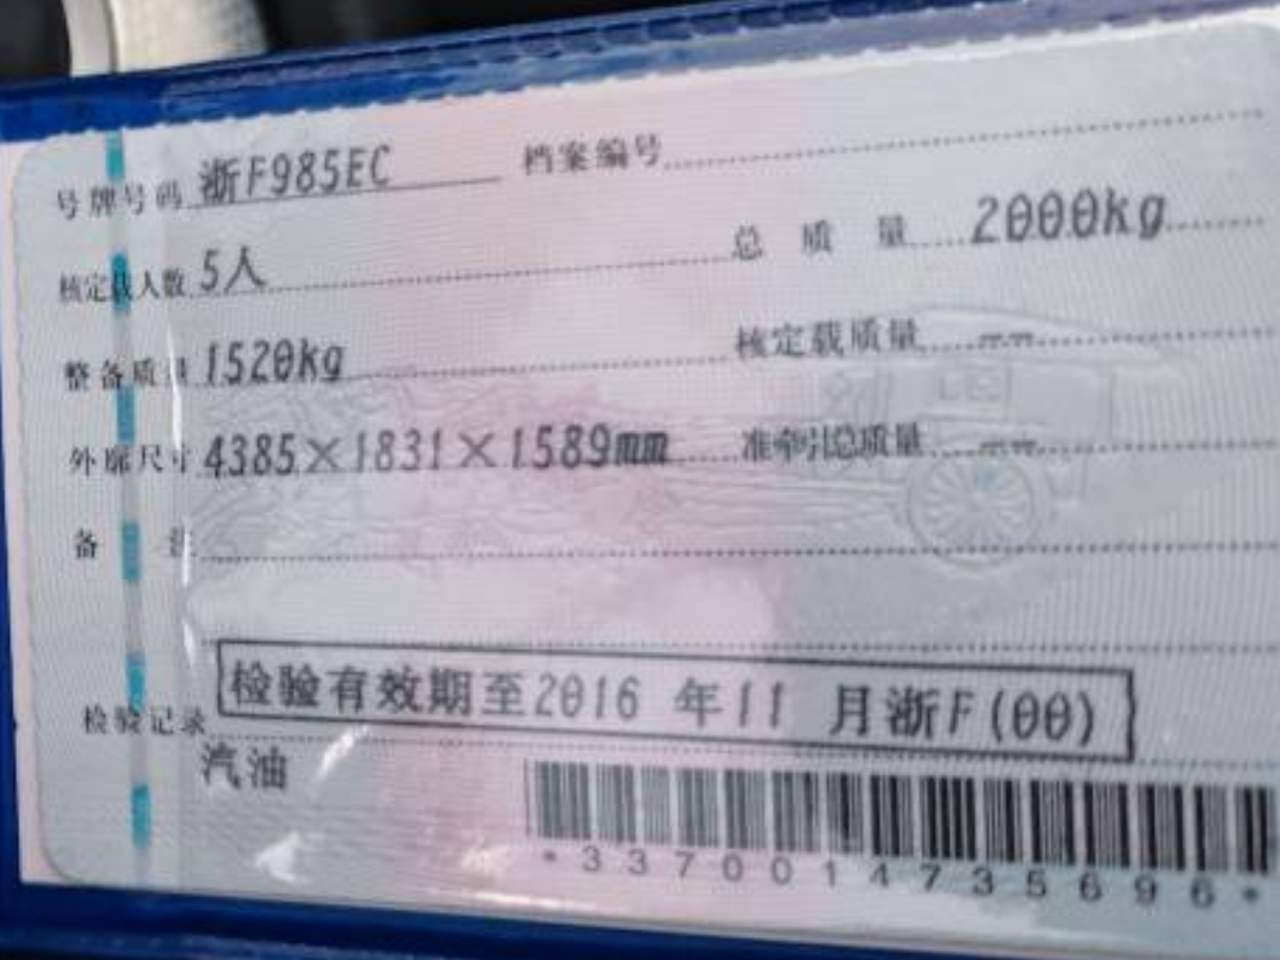 号牌号码 浙F985EC 档案编号
核定载人数 5人 总质量 2000kg
整备质量 1520kg 核定载质量 --
外廓尺寸 4385×1831×1589mm 准牵引总质量 --
备注
检验记录 检验有效期至2016 年11 月浙F(00)
汽油
*3370014735696*